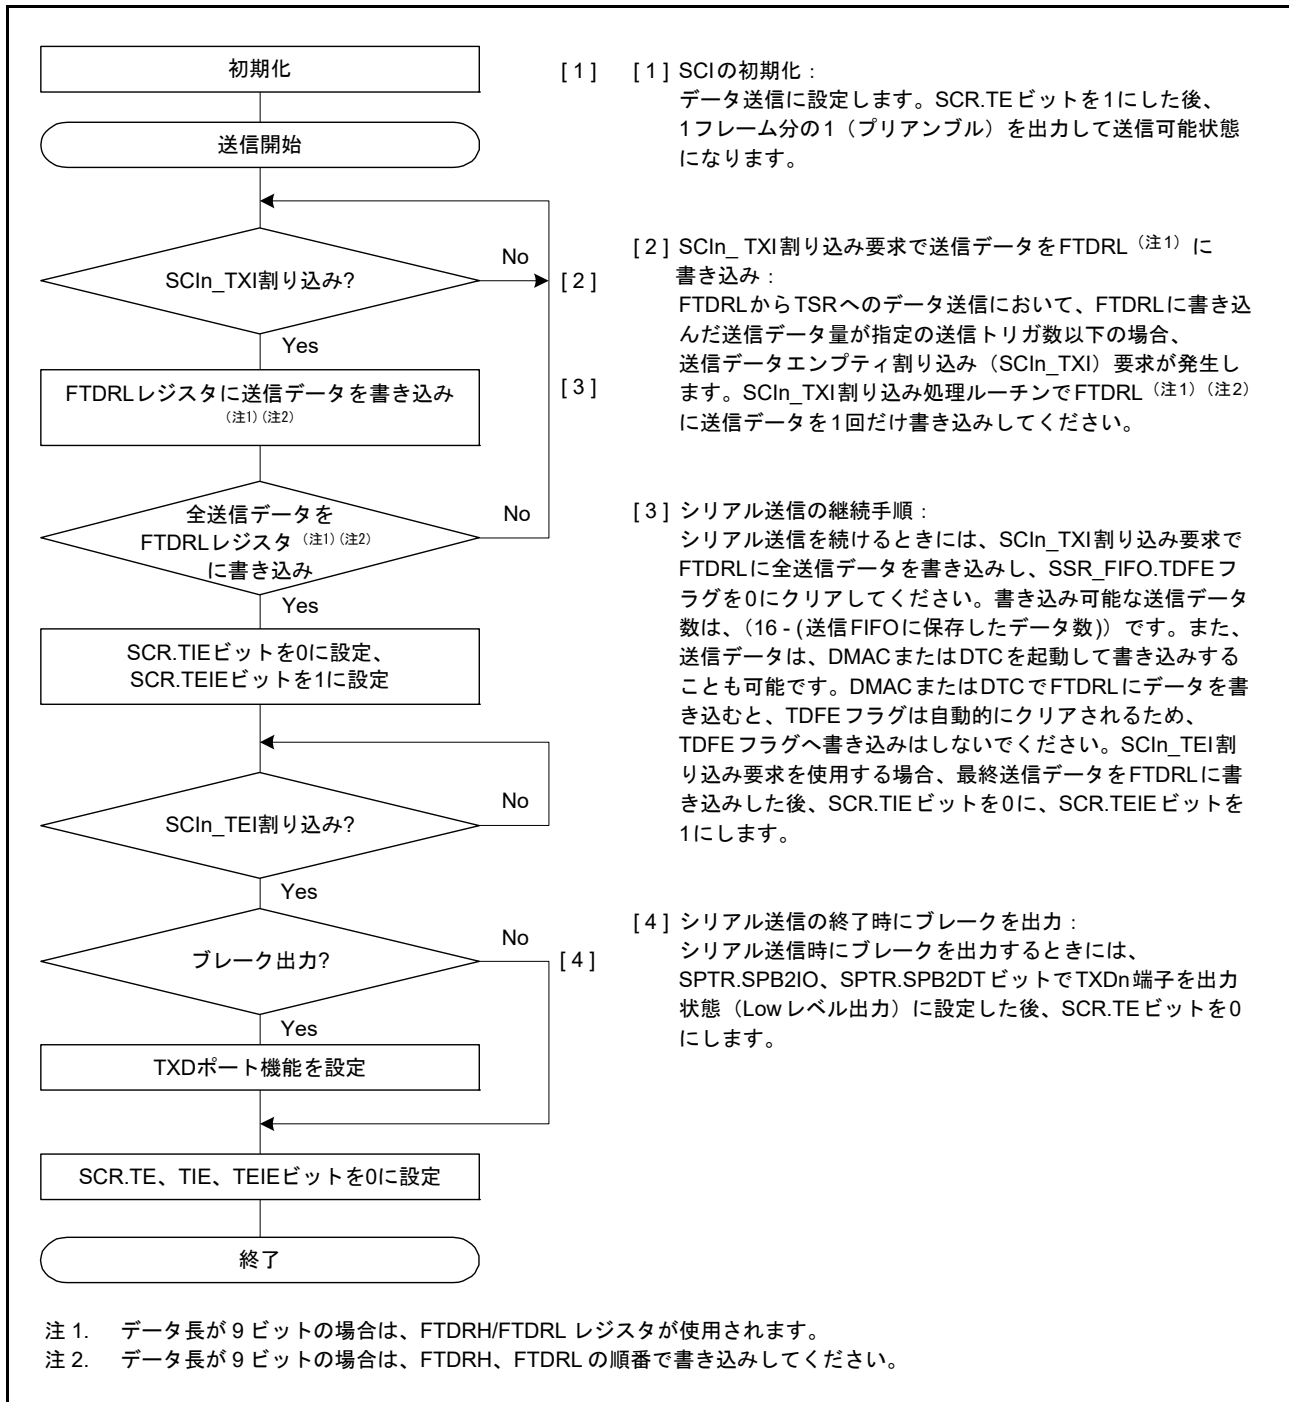 初期化
[ 1 ]
送信開始
SCIn_TXI割り込み?
No
[ 2 ]
Yes
FTDRLレジスタに送信データを書き込み
（注1）（注2）
[ 3 ]
全送信データを
FTDRLレジスタ（注1）（注2）
に書き込み
No
Yes
SCR.TIEビットを0に設定、
SCR.TEIEビットを1に設定
SCIn_TEI割り込み?
No
Yes
ブレーク出力?
No
[ 4 ]
Yes
TXDポート機能を設定
SCR.TE、TIE、TEIEビットを0に設定
終了
[ 1 ] SCIの初期化：
データ送信に設定します。SCR.TEビットを1にした後、
1フレーム分の1（プリアンブル）を出力して送信可能状態
になります。
[ 2 ] SCIn_ TXI割り込み要求で送信データをFTDRL（注1）に
書き込み：
FTDRLからTSRへのデータ送信において、FTDRLに書き込
んだ送信データ量が指定の送信トリガ数以下の場合、
送信データエンプティ割り込み（SCIn_TXI）要求が発生し
ます。SCIn_TXI割り込み処理ルーチンでFTDRL（注1）（注2）
に送信データを1回だけ書き込みしてください。
[ 3 ] シリアル送信の継続手順：
シリアル送信を続けるときには、SCIn_TXI割り込み要求で
FTDRLに全送信データを書き込みし、SSR_FIFO.TDFEフ
ラグを0にクリアしてください。書き込み可能な送信データ
数は、（16 - (送信FIFOに保存したデータ数)）です。また、
送信データは、DMACまたはDTCを起動して書き込みする
ことも可能です。DMACまたはDTCでFTDRLにデータを書
き込むと、TDFEフラグは自動的にクリアされるため、
TDFEフラグへ書き込みはしないでください。SCIn_TEI割
り込み要求を使用する場合、最終送信データをFTDRLに書
き込みした後、SCR.TIEビットを0に、SCR.TEIEビットを
1にします。
[ 4 ] シリアル送信の終了時にブレークを出力：
シリアル送信時にブレークを出力するときには、
SPTR.SPB2IO、SPTR.SPB2DTビットでTXDn端子を出力
状態（Lowレベル出力）に設定した後、SCR.TEビットを0
にします。
注 1. データ長が 9 ビットの場合は、FTDRH/FTDRL レジスタが使用されます。
注 2. データ長が 9 ビットの場合は、FTDRH、FTDRL の順番で書き込みしてください。